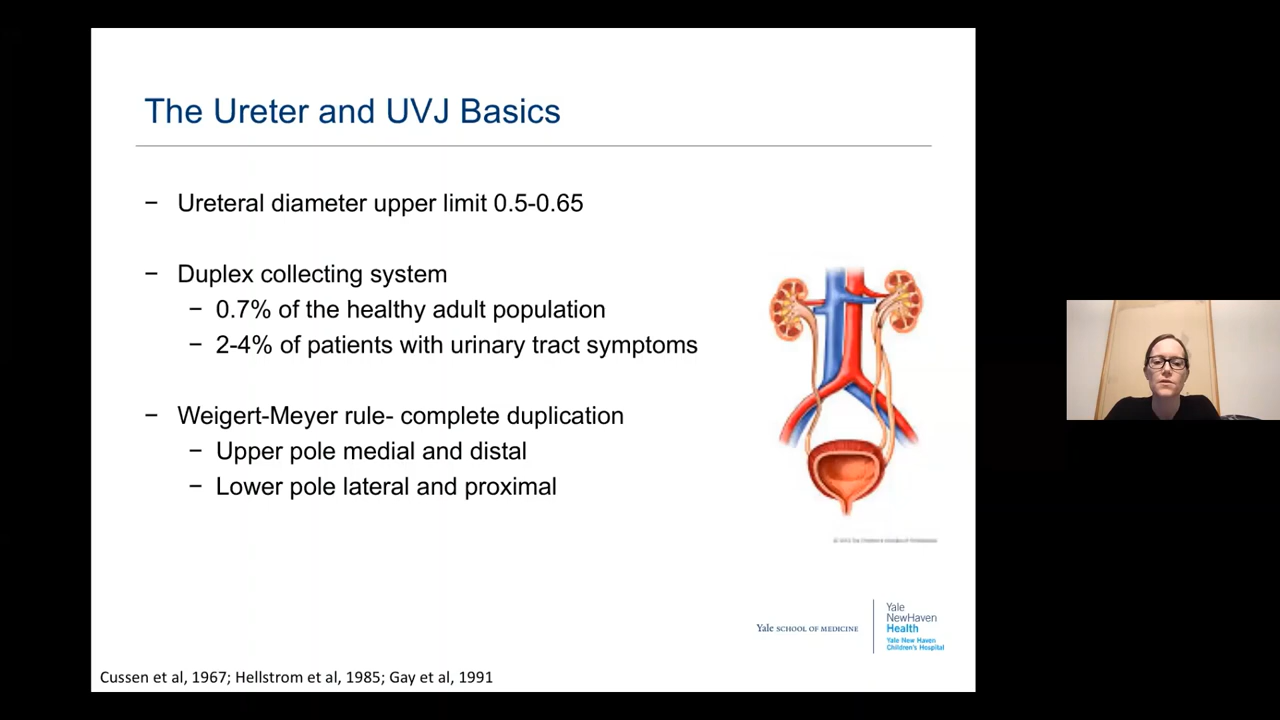 The Ureter and UVJ Basics
− Ureteral diameter upper limit 0.5-0.65
− Duplex collecting system
− 0.7% of the healthy adult population
− 2-4% of patients with urinary tract symptoms
− Weigert-Meyer rule- complete duplication
− Upper pole medial and distal
− Lower pole lateral and proximal
Yale SCHOOL OF MEDICINE
Yale
NewHaven
Health
Yale New Haven
Children's Hospital
Cussen et al, 1967; Hellstrom et al, 1985; Gay et al, 1991